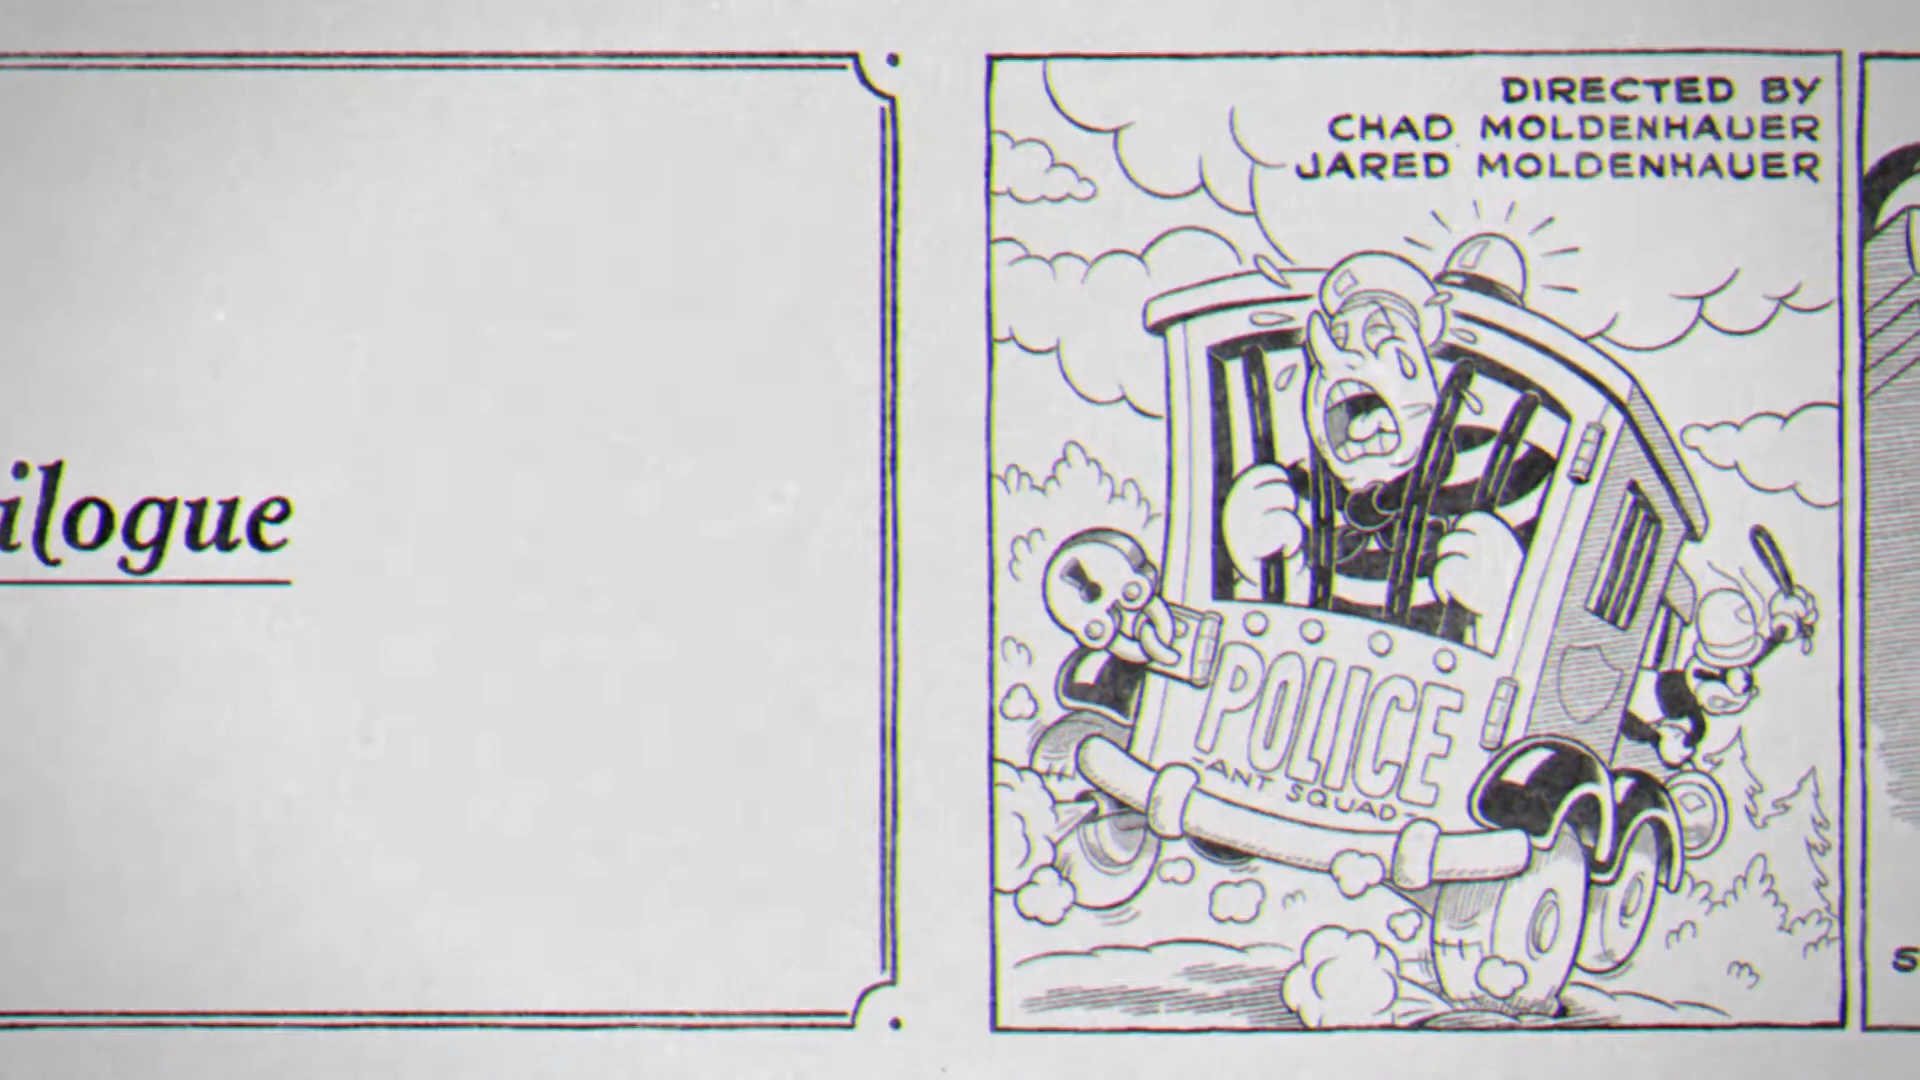 ilogue
DIRECTED BY
CHAD MOLDENHAUER
JARED MOLDENHAUER
POLICE
-ANT SQUAD-
S